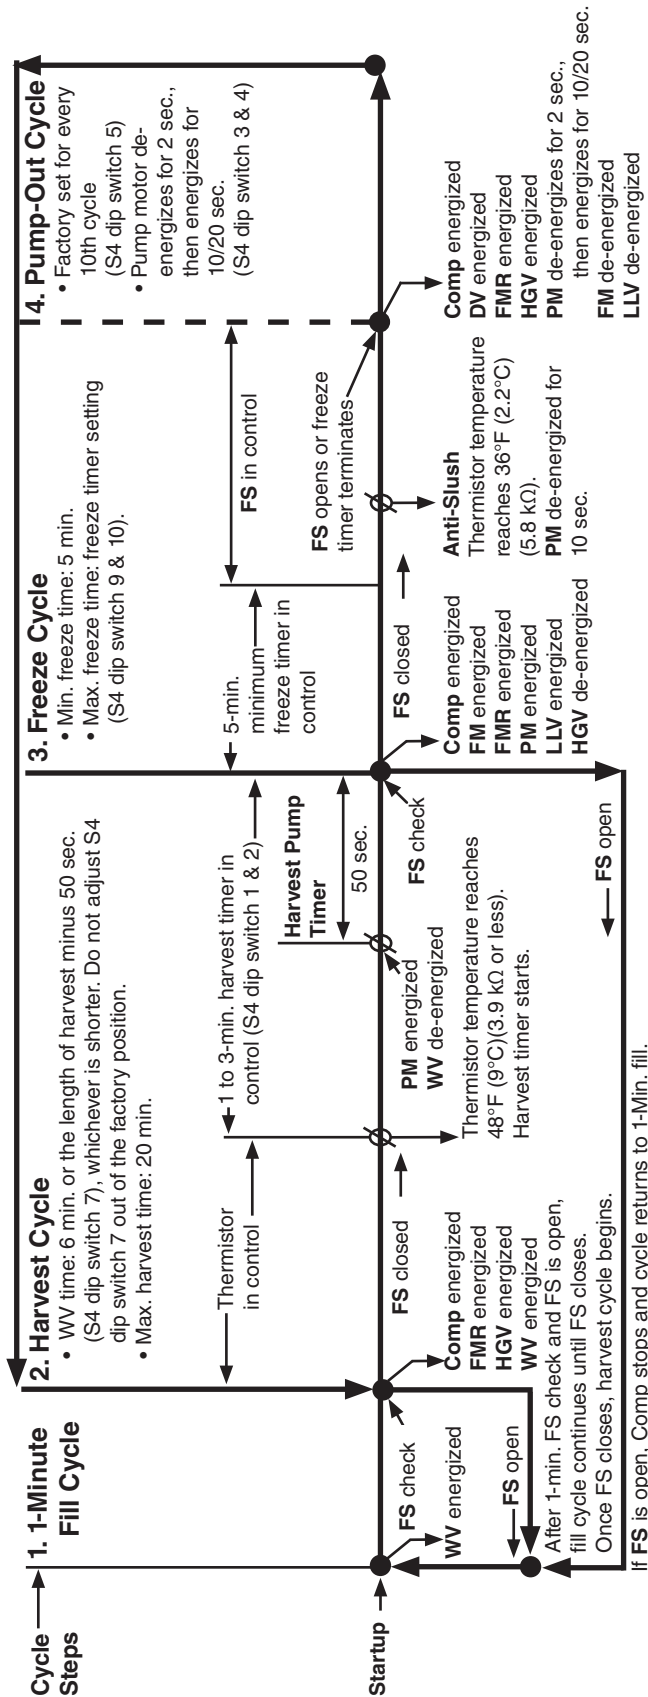 Cycle
Steps
1. 1-Minute
Fill Cycle
2. Harvest Cycle
• WV time: 6 min. or the length of harvest minus 50 sec.
(S4 dip switch 7), whichever is shorter. Do not adjust S4
dip switch 7 out of the factory position.
• Max. harvest time: 20 min.
3. Freeze Cycle
• Min. freeze time: 5 min.
• Max. freeze time: freeze timer setting
(S4 dip switch 9 & 10).
4. Pump-Out Cycle
• Factory set for every
10th cycle
(S4 dip switch 5)
• Pump motor de-
energizes for 2 sec.,
then energizes for
10/20 sec.
(S4 dip switch 3 & 4)
Thermistor
in control
1 to 3-min. harvest timer in
control (S4 dip switch 1 & 2)
Harvest Pump
Timer
50 sec.
5-min.
minimum
freeze timer in
control
FS in control
FS opens or freeze
timer terminates
Startup
FS check
WV energized
FS open
FS closed
Comp energized
FMR energized
HGV energized
WV energized
After 1-min. FS check and FS is open,
fill cycle continues until FS closes.
Once FS closes, harvest cycle begins.
Thermistor temperature reaches
48°F (9°C)(3.9 kΩ or less).
Harvest timer starts.
PM energized
WV de-energized
FS check
FS closed
Comp energized
FM energized
FMR energized
PM energized
LLV energized
HGV de-energized
Anti-Slush
Thermistor temperature
reaches 36°F (2.2°C)
(5.8 kΩ).
PM de-energized for
10 sec.
Comp energized
DV energized
FMR energized
HGV energized
PM de-energizes for 2 sec.,
then energizes for 10/20 sec.
FM de-energized
LLV de-energized
FS open
If FS is open, Comp stops and cycle returns to 1-Min. fill.